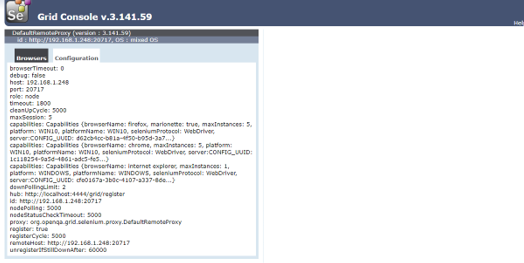 Se
Grid Console v.3.141.59
Help
DefaultRemoteProxy (version : 3.141.59)
id : http://192.168.1.248:20717, OS : mixed OS
Browsers Configuration
browserTimeout: 0
debug: false
host: 192.168.1.248
port: 20717
role: node
timeout: 1800
cleanUpCycle: 5000
maxSession: 5
capabilities: Capabilities {browserName: firefox, marionette: true, maxInstances: 5,
platform: WIN10, platformName: WIN10, seleniumProtocol: WebDriver,
server:CONFIG_UUID: d62cb4cc-b81a-4f50-b95d-3a7...}
capabilities: Capabilities {browserName: chrome, maxInstances: 5, platform:
WIN10, platformName: WIN10, seleniumProtocol: WebDriver, server:CONFIG_UUID:
1c118254-9a5d-4861-adc5-fe5...}
capabilities: Capabilities {browserName: internet explorer, maxInstances: 1,
platform: WINDOWS, platformName: WINDOWS, seleniumProtocol: WebDriver,
server:CONFIG_UUID: cfe0167a-3b6c-4107-a337-8de...}
downPollingLimit: 2
hub: http://localhost:4444/grid/register
id: http://192.168.1.248:20717
nodePolling: 5000
nodeStatusCheckTimeout: 5000
proxy: org.openqa.grid.selenium.proxy.DefaultRemoteProxy
register: true
registerCycle: 5000
remoteHost: http://192.168.1.248:20717
unregisterIfStillDownAfter: 60000